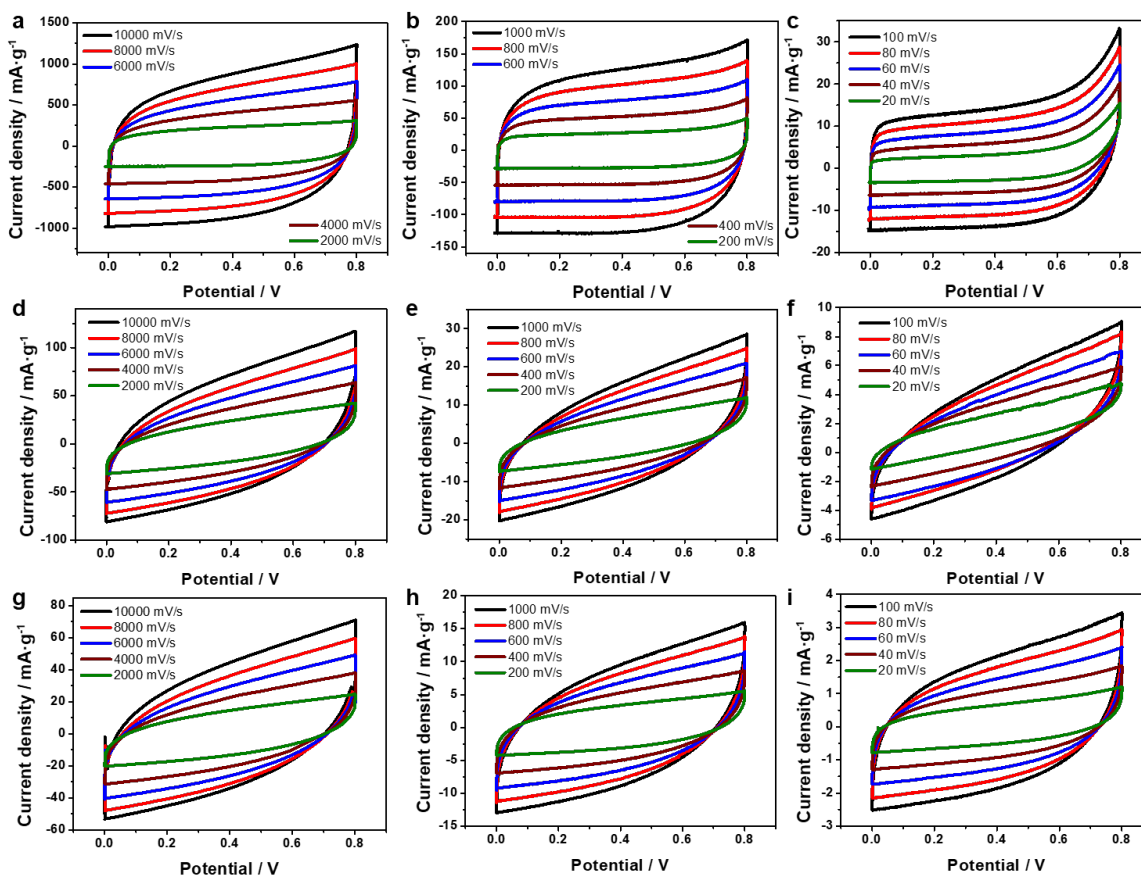 a
10000 mV/s
8000 mV/s
6000 mV/s
4000 mV/s
2000 mV/s
1500
1000
500
0
-500
-1000
0.0 0.2 0.4 0.6 0.8
Current density / mA·g⁻¹
Potential / V
b
1000 mV/s
800 mV/s
600 mV/s
400 mV/s
200 mV/s
200
150
100
50
0
-50
-100
-150
0.0 0.2 0.4 0.6 0.8
Current density / mA·g⁻¹
Potential / V
c
100 mV/s
80 mV/s
60 mV/s
40 mV/s
20 mV/s
30
20
10
0
-10
-20
0.0 0.2 0.4 0.6 0.8
Current density / mA·g⁻¹
Potential / V
d
10000 mV/s
8000 mV/s
6000 mV/s
4000 mV/s
2000 mV/s
100
50
0
-50
-100
0.0 0.2 0.4 0.6 0.8
Current density / mA·g⁻¹
Potential / V
e
1000 mV/s
800 mV/s
600 mV/s
400 mV/s
200 mV/s
30
20
10
0
-10
-20
0.0 0.2 0.4 0.6 0.8
Current density / mA·g⁻¹
Potential / V
f
100 mV/s
80 mV/s
60 mV/s
40 mV/s
20 mV/s
10
8
6
4
2
0
-2
-4
-6
0.0 0.2 0.4 0.6 0.8
Current density / mA·g⁻¹
Potential / V
g
10000 mV/s
8000 mV/s
6000 mV/s
4000 mV/s
2000 mV/s
80
60
40
20
0
-20
-40
-60
0.0 0.2 0.4 0.6 0.8
Current density / mA·g⁻¹
Potential / V
h
1000 mV/s
800 mV/s
600 mV/s
400 mV/s
200 mV/s
20
15
10
5
0
-5
-10
-15
0.0 0.2 0.4 0.6 0.8
Current density / mA·g⁻¹
Potential / V
i
100 mV/s
80 mV/s
60 mV/s
40 mV/s
20 mV/s
4
3
2
1
0
-1
-2
-3
0.0 0.2 0.4 0.6 0.8
Current density / mA·g⁻¹
Potential / V